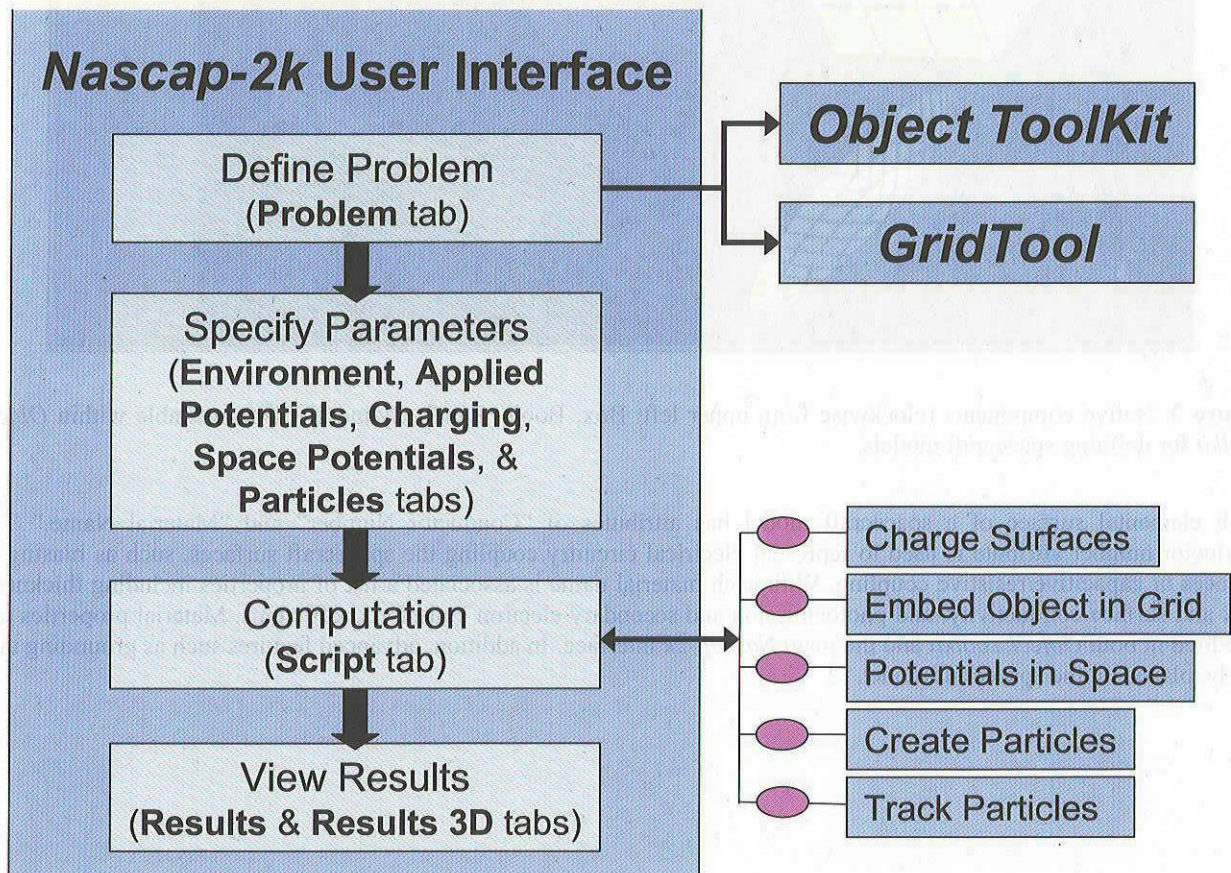 Nascap-2k User Interface
Define Problem
(Problem tab)
Specify Parameters
(Environment, Applied
Potentials, Charging,
Space Potentials, &
Particles tabs)
Computation
(Script tab)
View Results
(Results & Results 3D tabs)
Object ToolKit
GridTool
Charge Surfaces
Embed Object in Grid
Potentials in Space
Create Particles
Track Particles